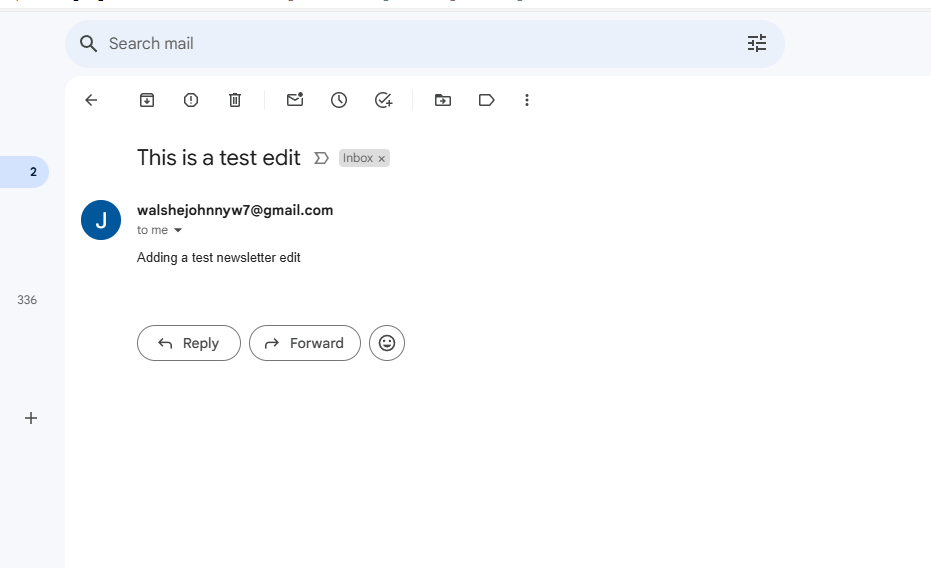 Search mail
This is a test edit
Inbox ×
2
J
walshejohnnyw7@gmail.com
to me
Adding a test newsletter edit
336
Reply
Forward